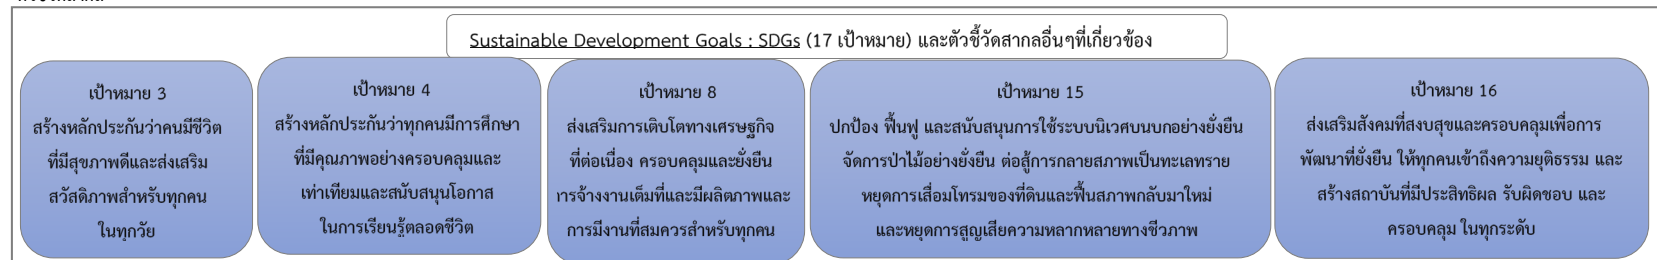 Sustainable Development Goals : SDGs (17 เป้าหมาย) และตัวชี้วัดสากลอื่นๆที่เกี่ยวข้อง
เป้าหมาย 3
สร้างหลักประกันว่าคนมีชีวิต
ที่มีสุขภาพดีและส่งเสริม
สวัสดิภาพสำหรับทุกคน
ในทุกวัย
เป้าหมาย 4
สร้างหลักประกันว่าทุกคนมีการศึกษา
ที่มีคุณภาพอย่างครอบคลุมและ
เท่าเทียมและสนับสนุนโอกาส
ในการเรียนรู้ตลอดชีวิต
เป้าหมาย 8
ส่งเสริมการเติบโตทางเศรษฐกิจ
ที่ต่อเนื่อง ครอบคลุมและยั่งยืน
ารจ้างงานเต็มที่และมีผลิตภาพและ
การมีงานที่สมควรสำหรับทุกคน
เป้าหมาย 15
ปกป้อง ฟื้นฟู และสนับสนุนการใช้ระบบนิเวศบนบกอย่างยั่งยืน
จัดการป่าไม้อย่างยั่งยืน ต่อสู้การกลายสภาพเป็นทะเลทราย
หยุดการเสื่อมโทรมของที่ดินและฟื้นสภาพกลับมาใหม่
และหยุดการสูญเสียความหลากหลายทางชีวภาพ
เป้าหมาย 16
ส่งเสริมสังคมที่สงบสุขและครอบคลุมเพื่อการ
พัฒนาที่ยั่งยืน ให้ทุกคนเข้าถึงความยุติธรรม และ
สร้างสถาบันที่มีประสิทธิผล รับผิดชอบ และ
ครอบคลุม ในทุกระดับ